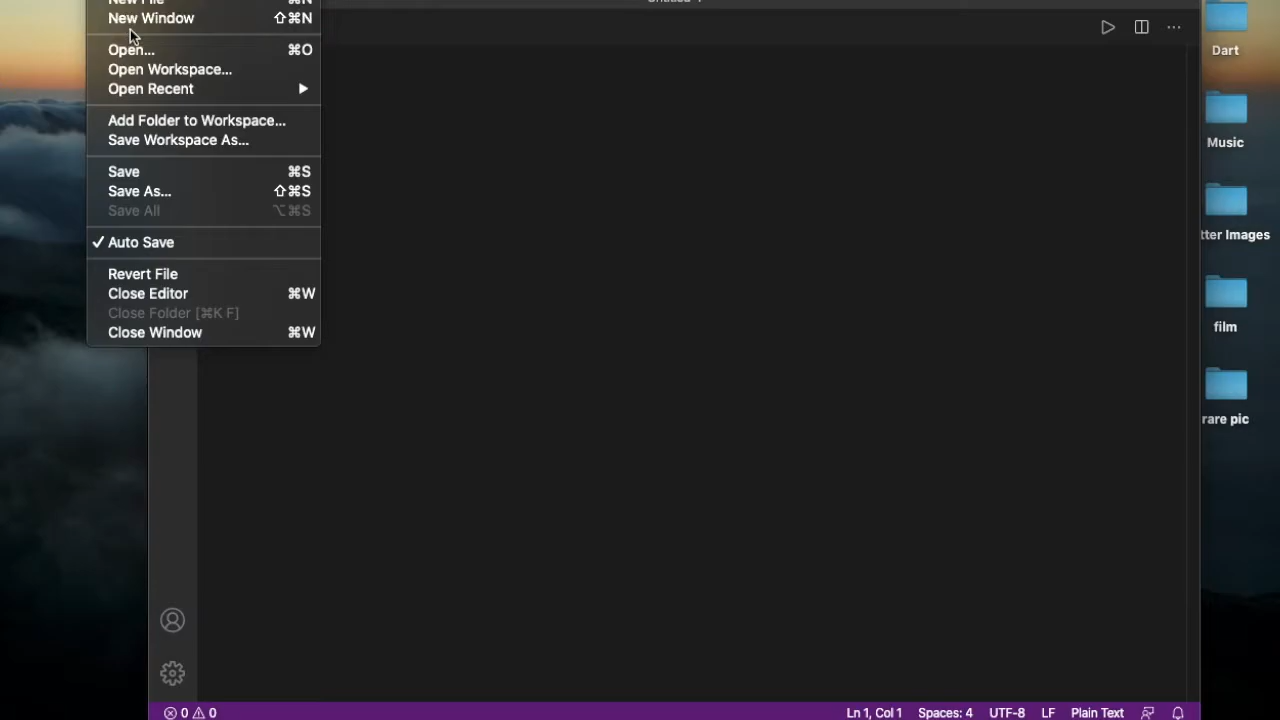 New File ⌘N
New Window ⇧⌘N
Open... ⌘O
Open Workspace...
Open Recent
Add Folder to Workspace...
Save Workspace As...
Save ⌘S
Save As... ⇧⌘S
Save All ⌥⌘S
✓ Auto Save
Revert File
Close Editor ⌘W
Close Folder [⌘K F]
Close Window ⌘W
Dart
Music
tter Images
film
rare pic
0 0
Ln 1, Col 1 Spaces: 4 UTF-8 LF Plain Text